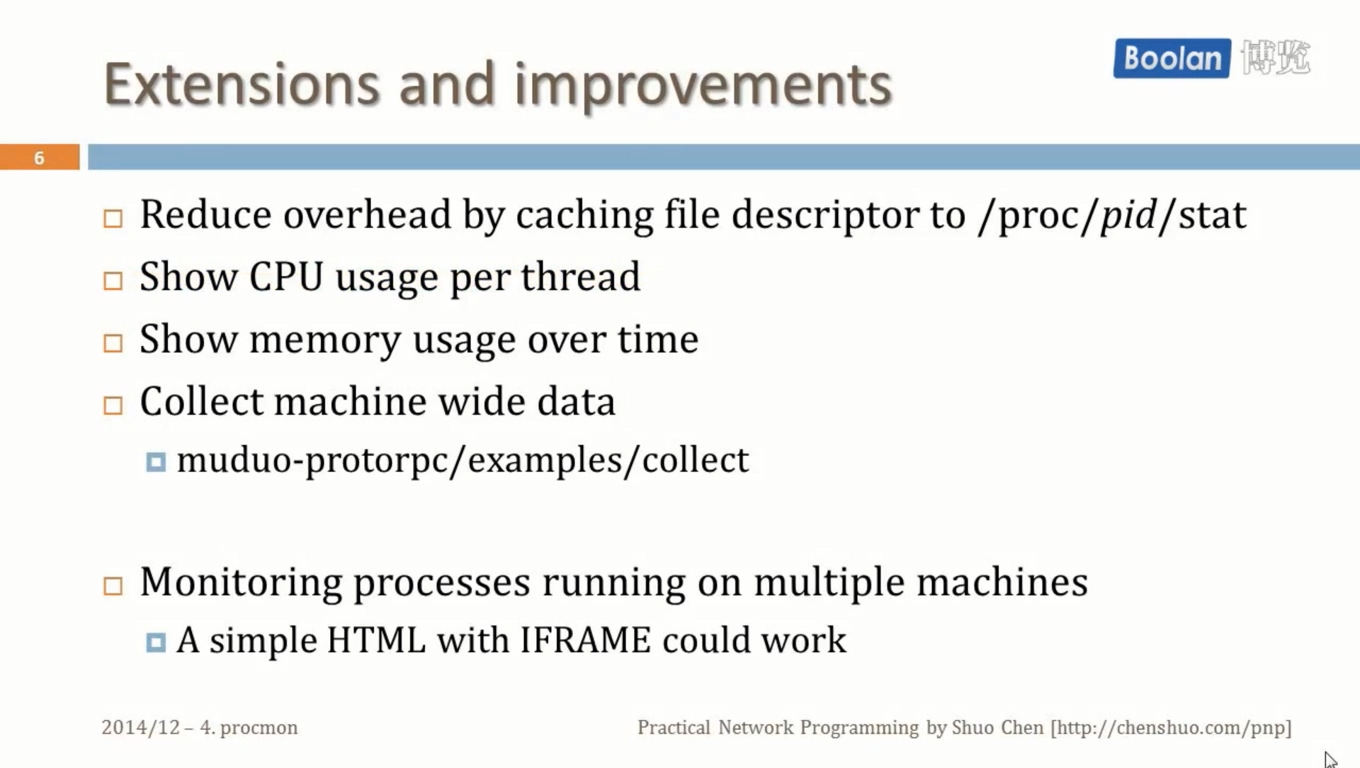 Extensions and improvements
Boolan 博览
6
Reduce overhead by caching file descriptor to /proc/pid/stat
Show CPU usage per thread
Show memory usage over time
Collect machine wide data
muduo-protorpc/examples/collect
Monitoring processes running on multiple machines
A simple HTML with IFRAME could work
2014/12 – 4. procmon
Practical Network Programming by Shuo Chen [http://chenshuo.com/pnp]